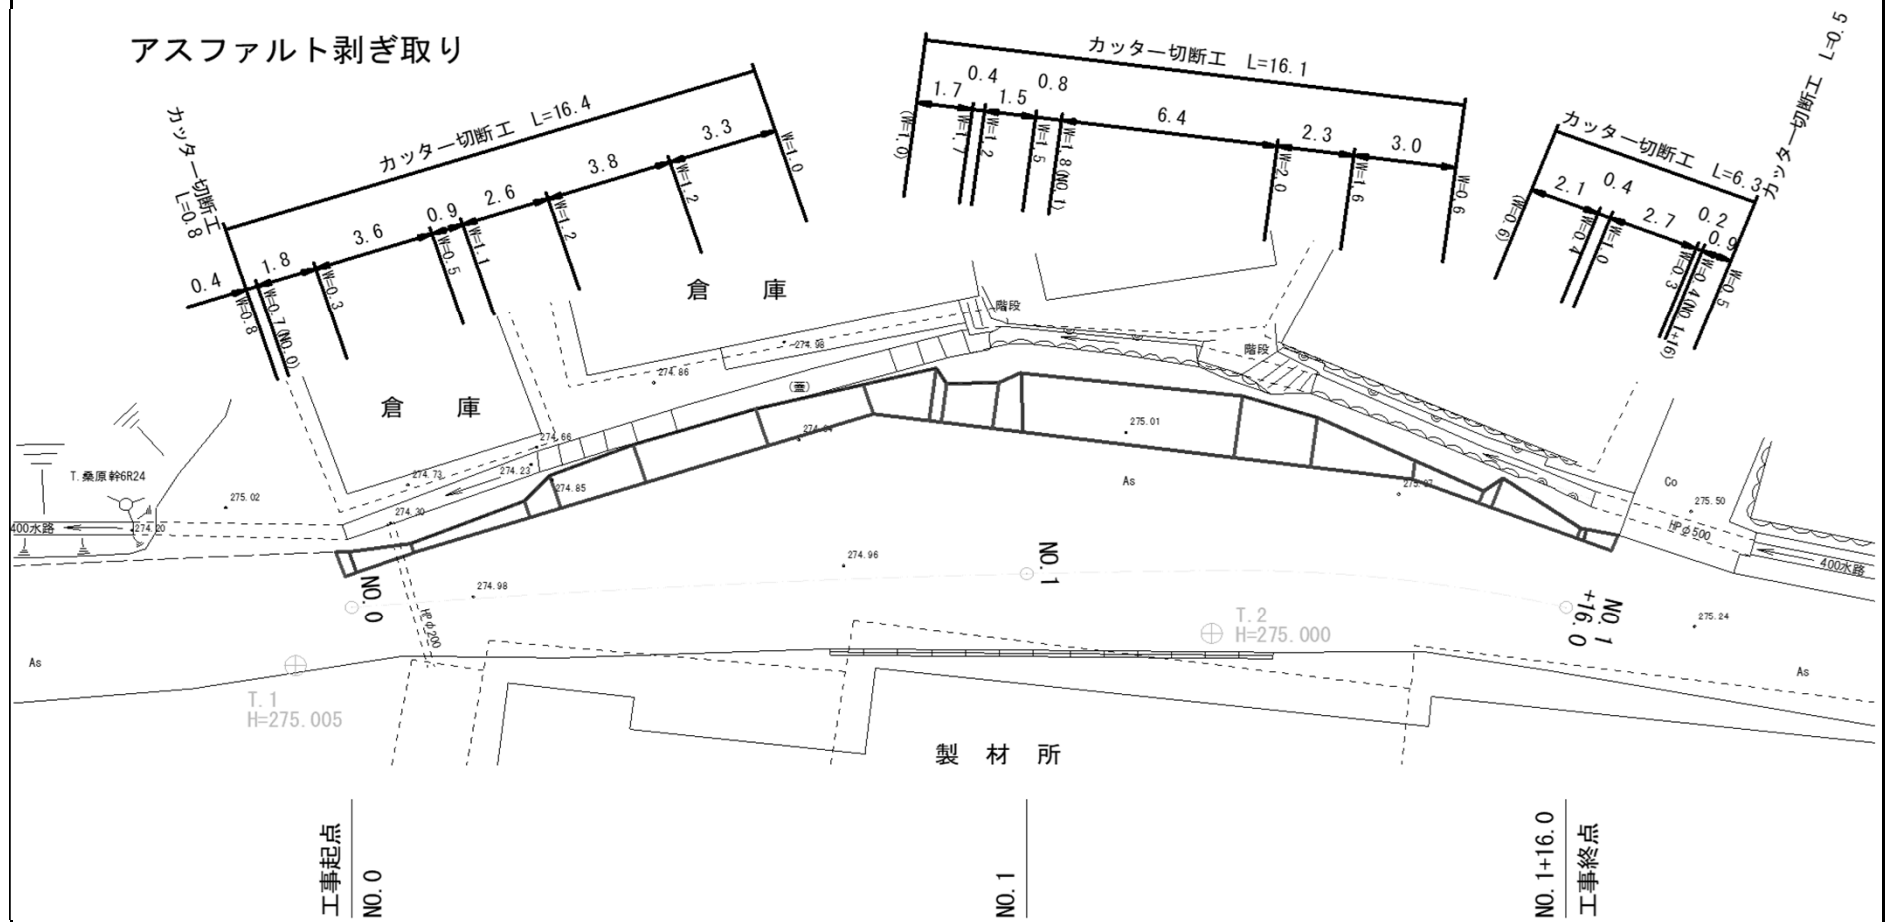 アスファルト剥ぎ取り
カッター切断工
L=0.8
カッター切断工 L=16.4
0.4
1.8
3.6
0.9
2.6
3.8
3.3
W=0.8
W=0.7(NO.0)
W=0.3
W=0.5
W=1.1
W=1.2
W=1.2
W=1.0
カッター切断工 L=16.1
1.7
0.4
1.5
0.8
6.4
2.3
3.0
(W=1.0)
W=1.7
W=1.2
W=1.5
W=1.8(NO.1)
W=2.0
W=1.6
W=0.6
カッター切断工 L=6.3
カッター切断工 L=0.5
2.1
0.4
2.7
0.2
0.9
(W=0.6)
W=0.4
W=1.0
W=0.3
W=0.4(NO.1+16)
W=0.5
倉 庫
倉 庫
階段
階段
(蓋)
274.98
274.86
274.66
274.73
274.23
274.85
274.30
275.01
T.桑原幹6R24
275.02
400水路
274.20
As
Co
275.50
HPφ500
400水路
NO.0
274.98
274.96
NO.1
HPφ200
T.2
H=275.000
NO.1
+16.0
275.24
As
As
T.1
H=275.005
製 材 所
工事起点
NO.0
NO.1
NO.1+16.0
工事終点